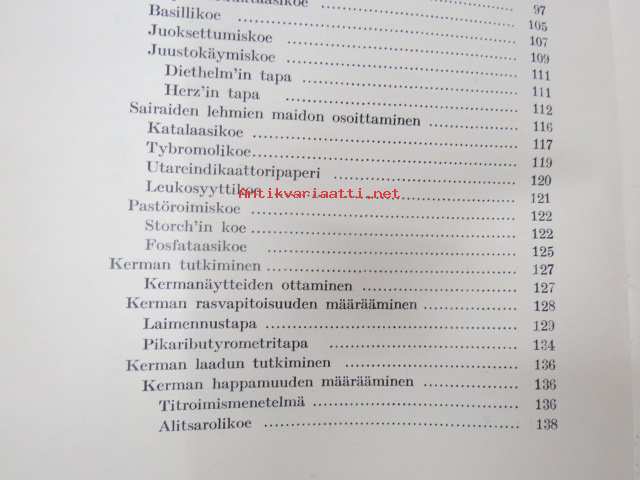 97
105
Basillikoe 107
Juoksettumiskoe 109
Juustokäymiskoe 111
Diethelm'in tapa 111
Herz'in tapa 112
Sairaiden lehmien maidon osoittaminen 116
Katalaasikoe 117
Tybromolikoe 119
Utareindikaattoripaperi 120
Leukosyyttikoe 121
Antikvariaatti.net
Pastöroimiskoe 122
Storch'in koe 122
Fosfataasikoe 125
Kerman tutkiminen 127
Kermanäytteiden ottaminen 127
Kerman rasvapitoisuuden määrääminen 128
Laimennustapa 129
Pikaributyrometritapa 134
Kerman laadun tutkiminen 136
Kerman happamuuden määrääminen 136
Titroimismenetelmä 136
Alitsarolikoe 138